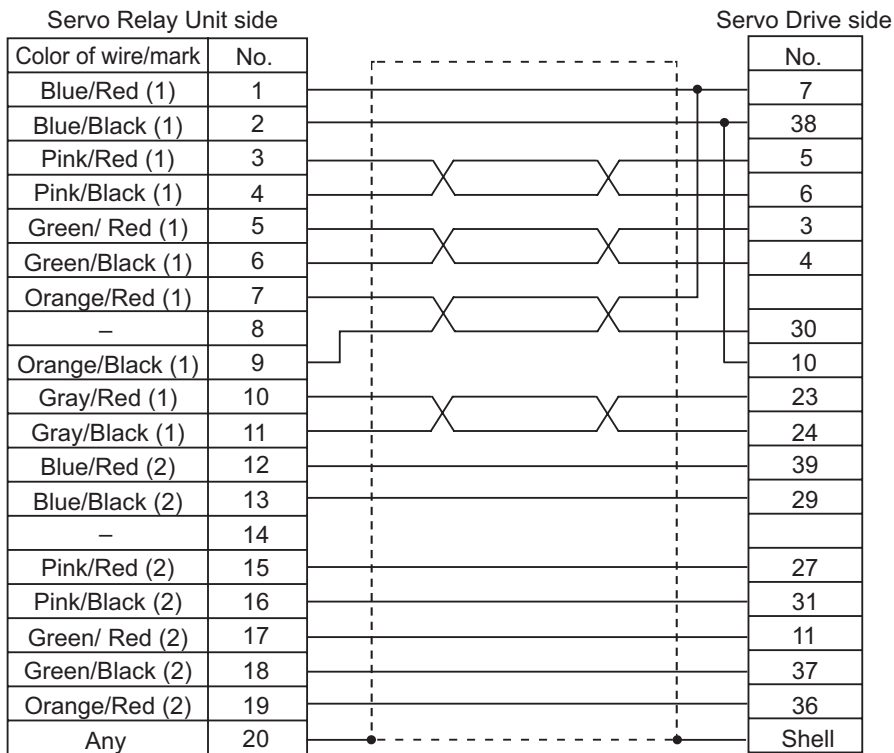 Servo Relay Unit side Servo Drive side
Color of wire/mark No. No.
Blue/Red (1) 1 7
Blue/Black (1) 2 38
Pink/Red (1) 3 5
Pink/Black (1) 4 6
Green/ Red (1) 5 3
Green/Black (1) 6 4
Orange/Red (1) 7
– 8 30
Orange/Black (1) 9 10
Gray/Red (1) 10 23
Gray/Black (1) 11 24
Blue/Red (2) 12 39
Blue/Black (2) 13 29
– 14
Pink/Red (2) 15 27
Pink/Black (2) 16 31
Green/ Red (2) 17 11
Green/Black (2) 18 37
Orange/Red (2) 19 36
Any 20 Shell